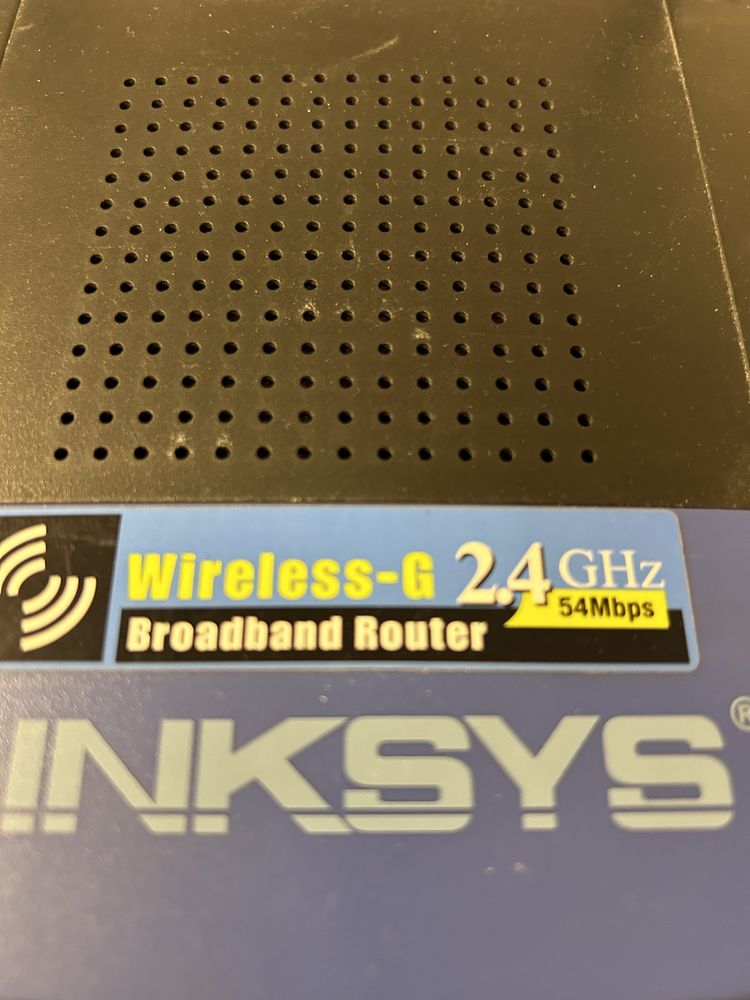 Wireless-G 2.4 GHz
54Mbps
Broadband Router
INKSYS®